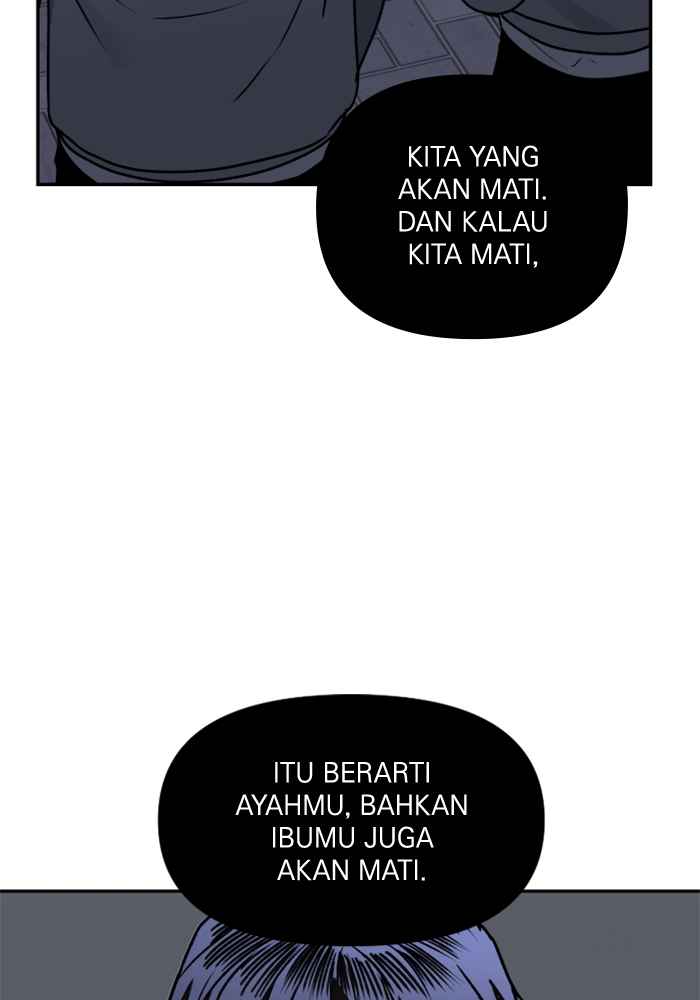 KITA YANG
AKAN MATI.
DAN KALAU
KITA MATI,
ITU BERARTI
AYAHMU, BAHKAN
IBUMU JUGA
AKAN MATI.